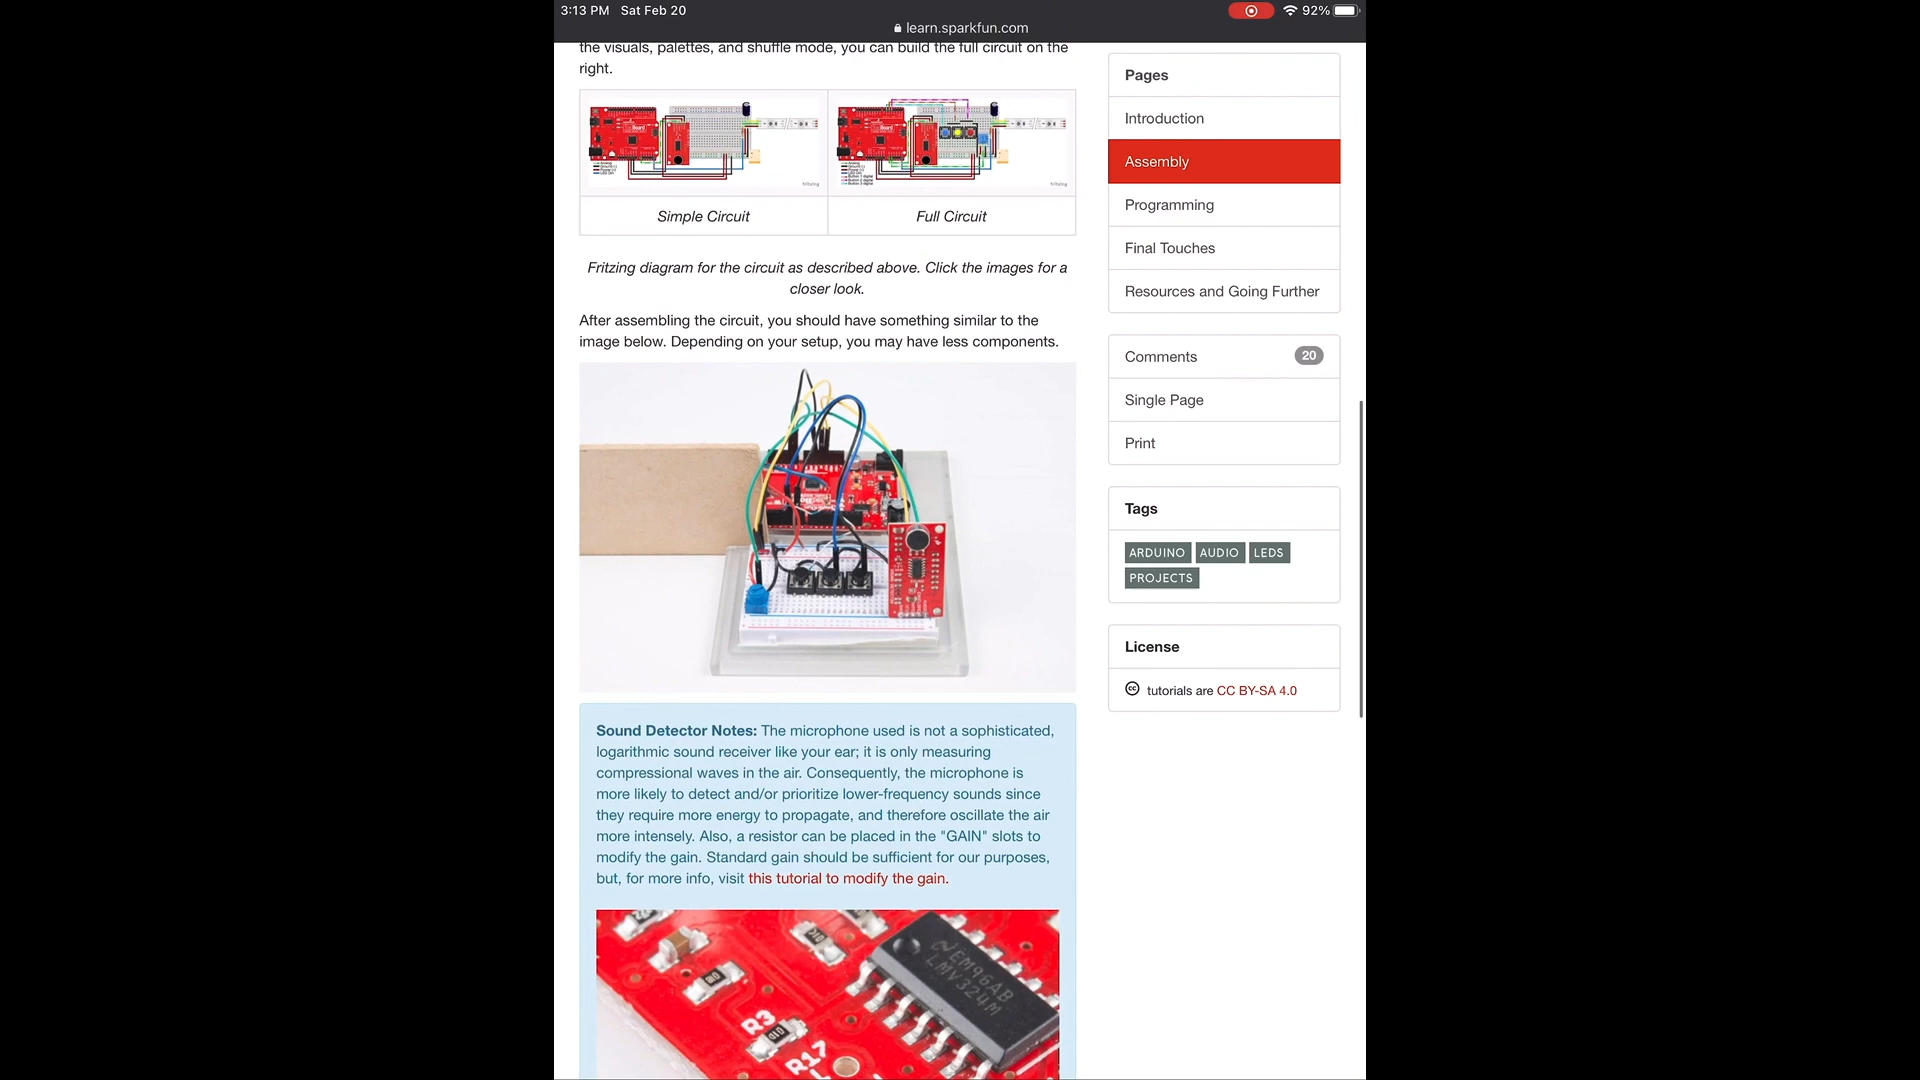 3:13 PM Sat Feb 20
92%
learn.sparkfun.com
the visuals, palettes, and shuffle mode, you can build the full circuit on the
right.
fritzing
fritzing
Simple Circuit
Full Circuit
Fritzing diagram for the circuit as described above. Click the images for a
closer look.
After assembling the circuit, you should have something similar to the
image below. Depending on your setup, you may have less components.
Sound Detector Notes: The microphone used is not a sophisticated,
logarithmic sound receiver like your ear; it is only measuring
compressional waves in the air. Consequently, the microphone is
more likely to detect and/or prioritize lower-frequency sounds since
they require more energy to propagate, and therefore oscillate the air
more intensely. Also, a resistor can be placed in the "GAIN" slots to
modify the gain. Standard gain should be sufficient for our purposes,
but, for more info, visit this tutorial to modify the gain.
EM96AB
LMV324M
R3
R17
Pages
Introduction
Assembly
Programming
Final Touches
Resources and Going Further
Comments
20
Single Page
Print
Tags
ARDUINO AUDIO LEDS
PROJECTS
License
cc tutorials are CC BY-SA 4.0